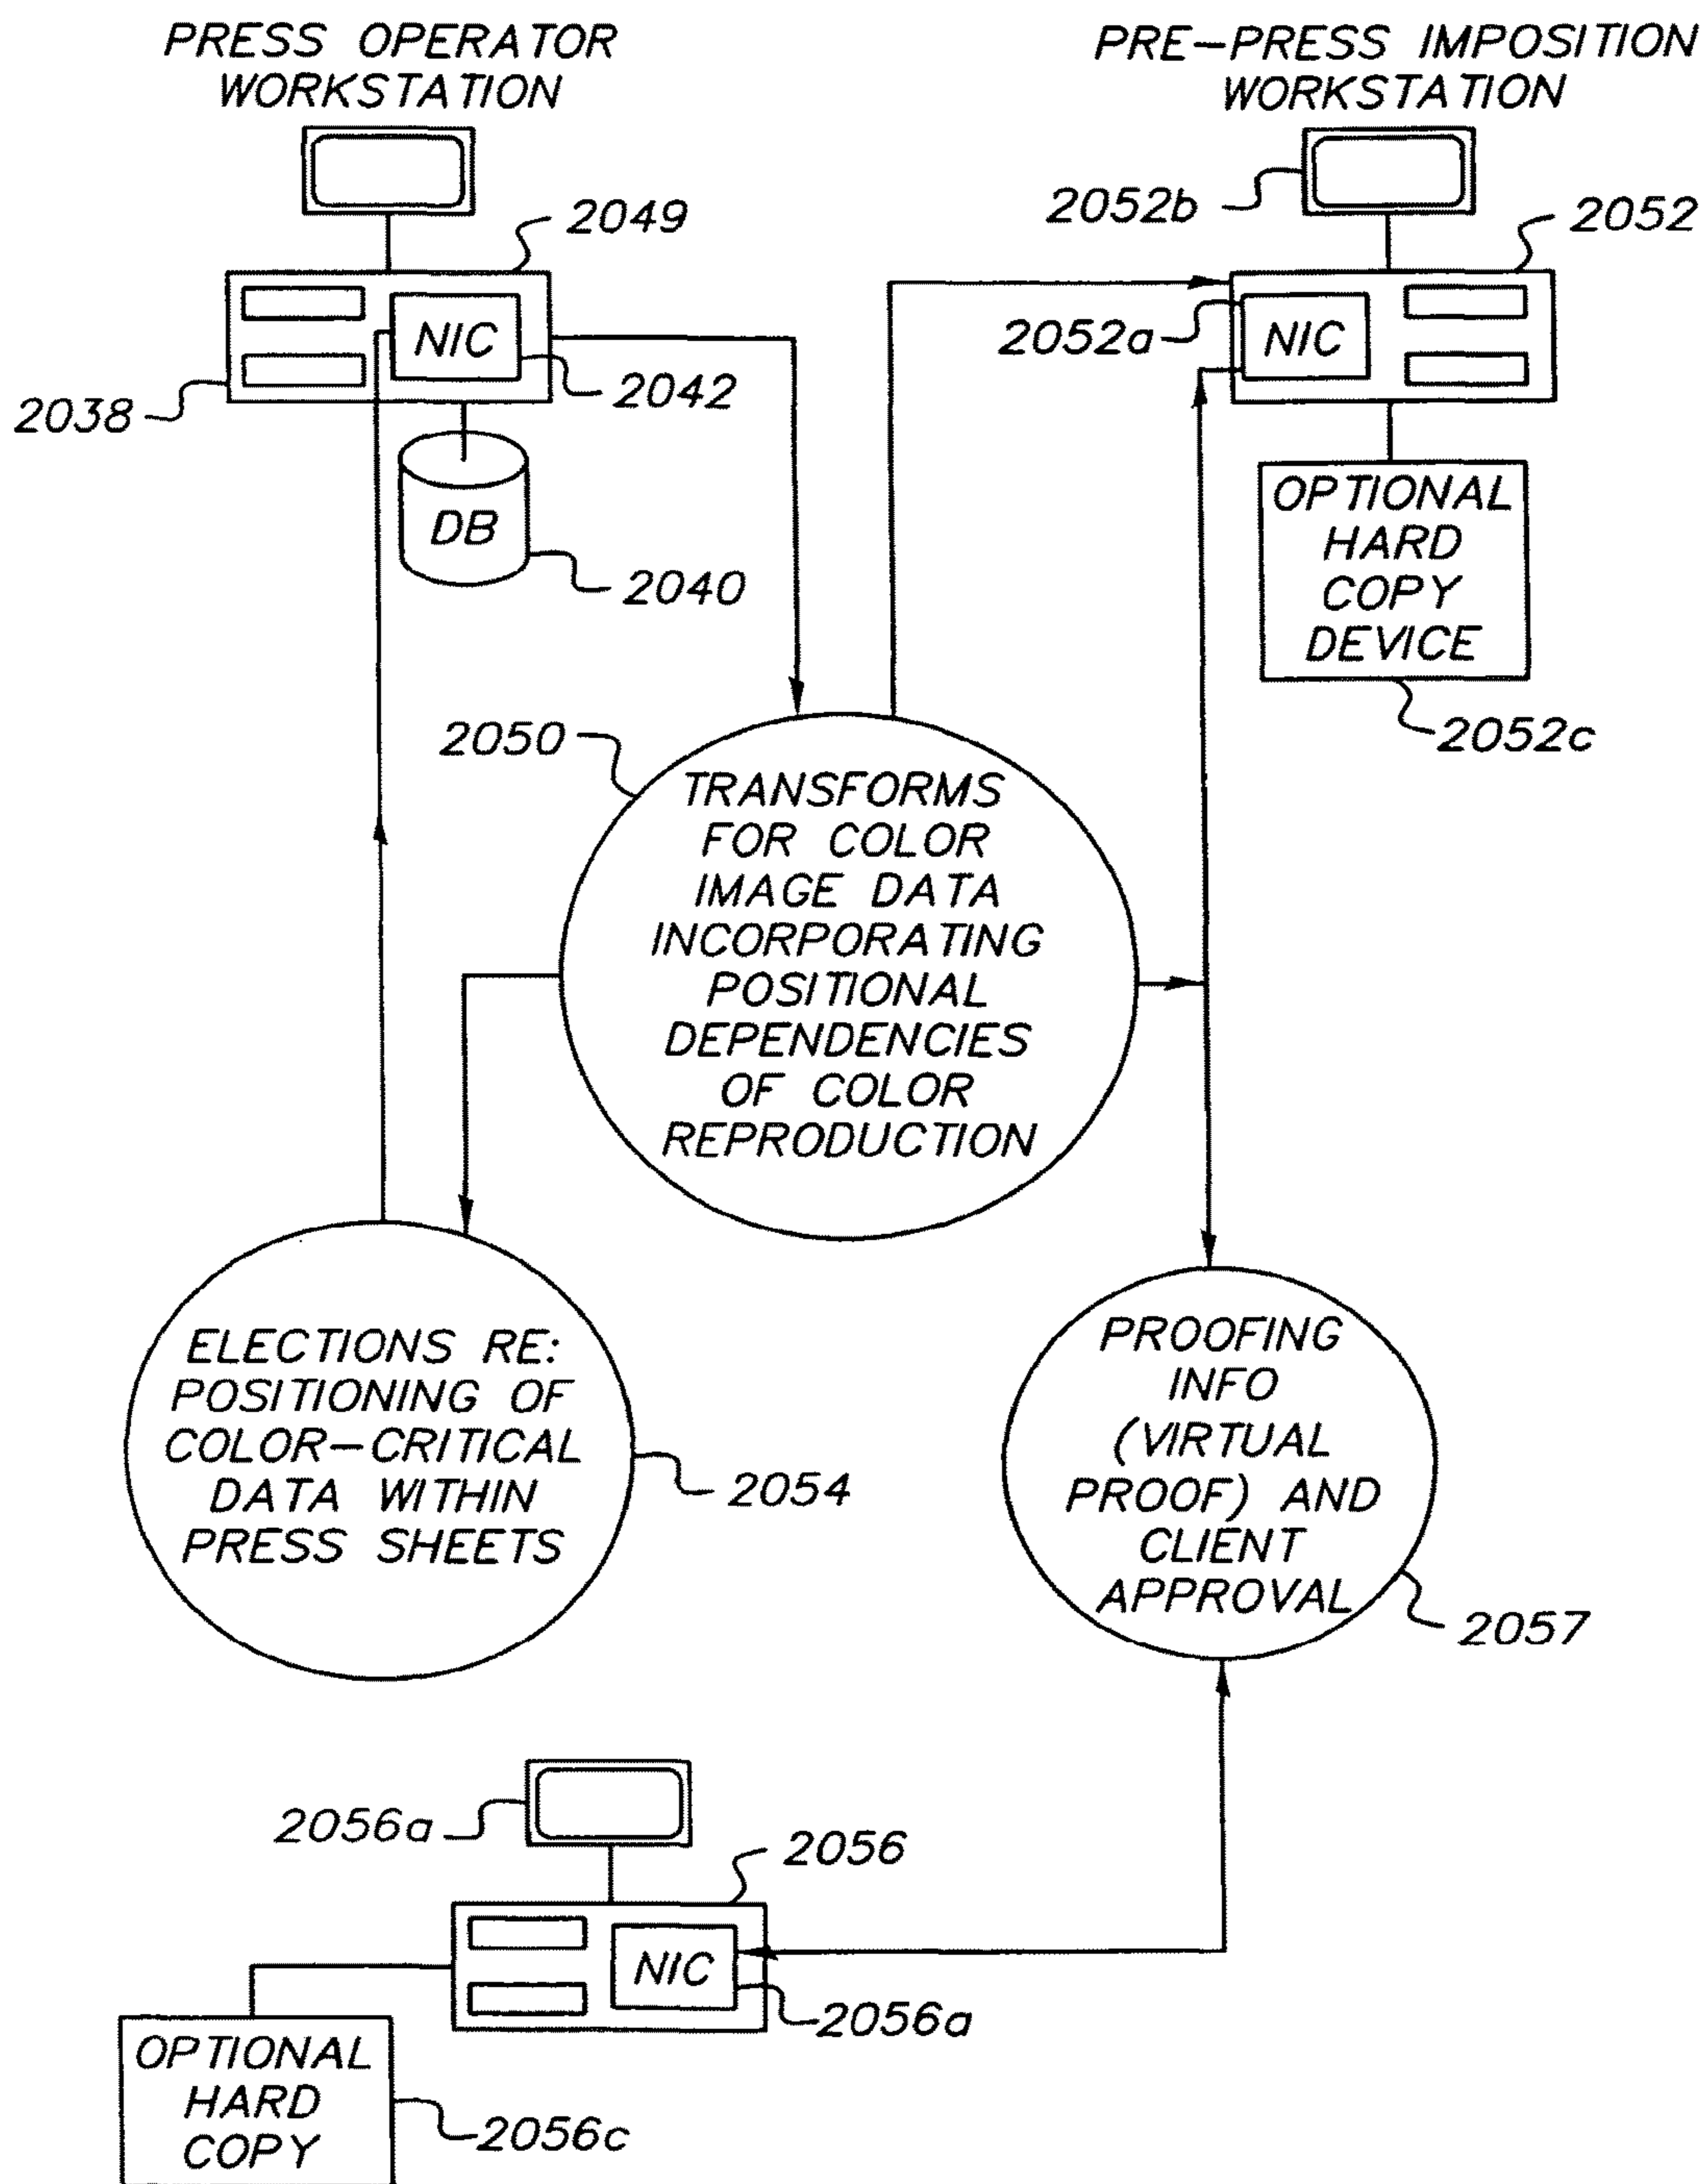 PRESS OPERATOR
WORKSTATION
PRE-PRESS IMPOSITION
WORKSTATION
2049
2052b
2052
NIC
2052a
NIC
2042
2038
DB
2040
OPTIONAL
HARD
COPY
DEVICE
2052c
2050
TRANSFORMS
FOR COLOR
IMAGE DATA
INCORPORATING
POSITIONAL
DEPENDENCIES
OF COLOR
REPRODUCTION
ELECTIONS RE:
POSITIONING OF
COLOR-CRITICAL
DATA WITHIN
PRESS SHEETS
2054
PROOFING
INFO
(VIRTUAL
PROOF) AND
CLIENT
APPROVAL
2057
2056a
2056
NIC
2056a
OPTIONAL
HARD
COPY
2056c